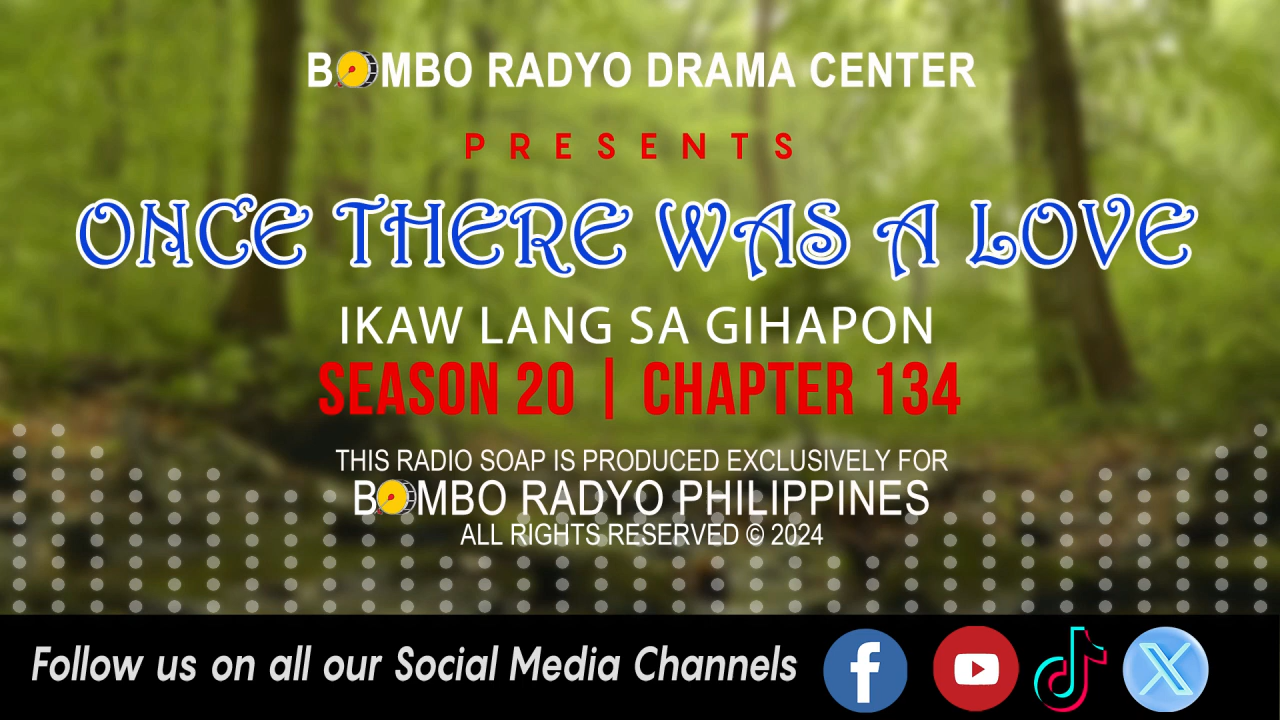 BOMBO RADYO DRAMA CENTER
PRESENTS
ONCE THERE WAS A LOVE
IKAW LANG SA GIHAPON
SEASON 20 | CHAPTER 134
THIS RADIO SOAP IS PRODUCED EXCLUSIVELY FOR
BOMBO RADYO PHILIPPINES
ALL RIGHTS RESERVED © 2024
Follow us on all our Social Media Channels